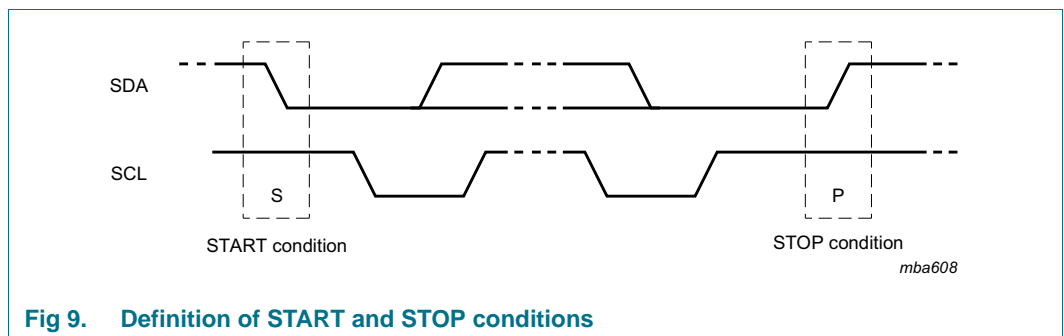 SDA
SCL
S
P
START condition
STOP condition
mba608
Fig 9. Definition of START and STOP conditions